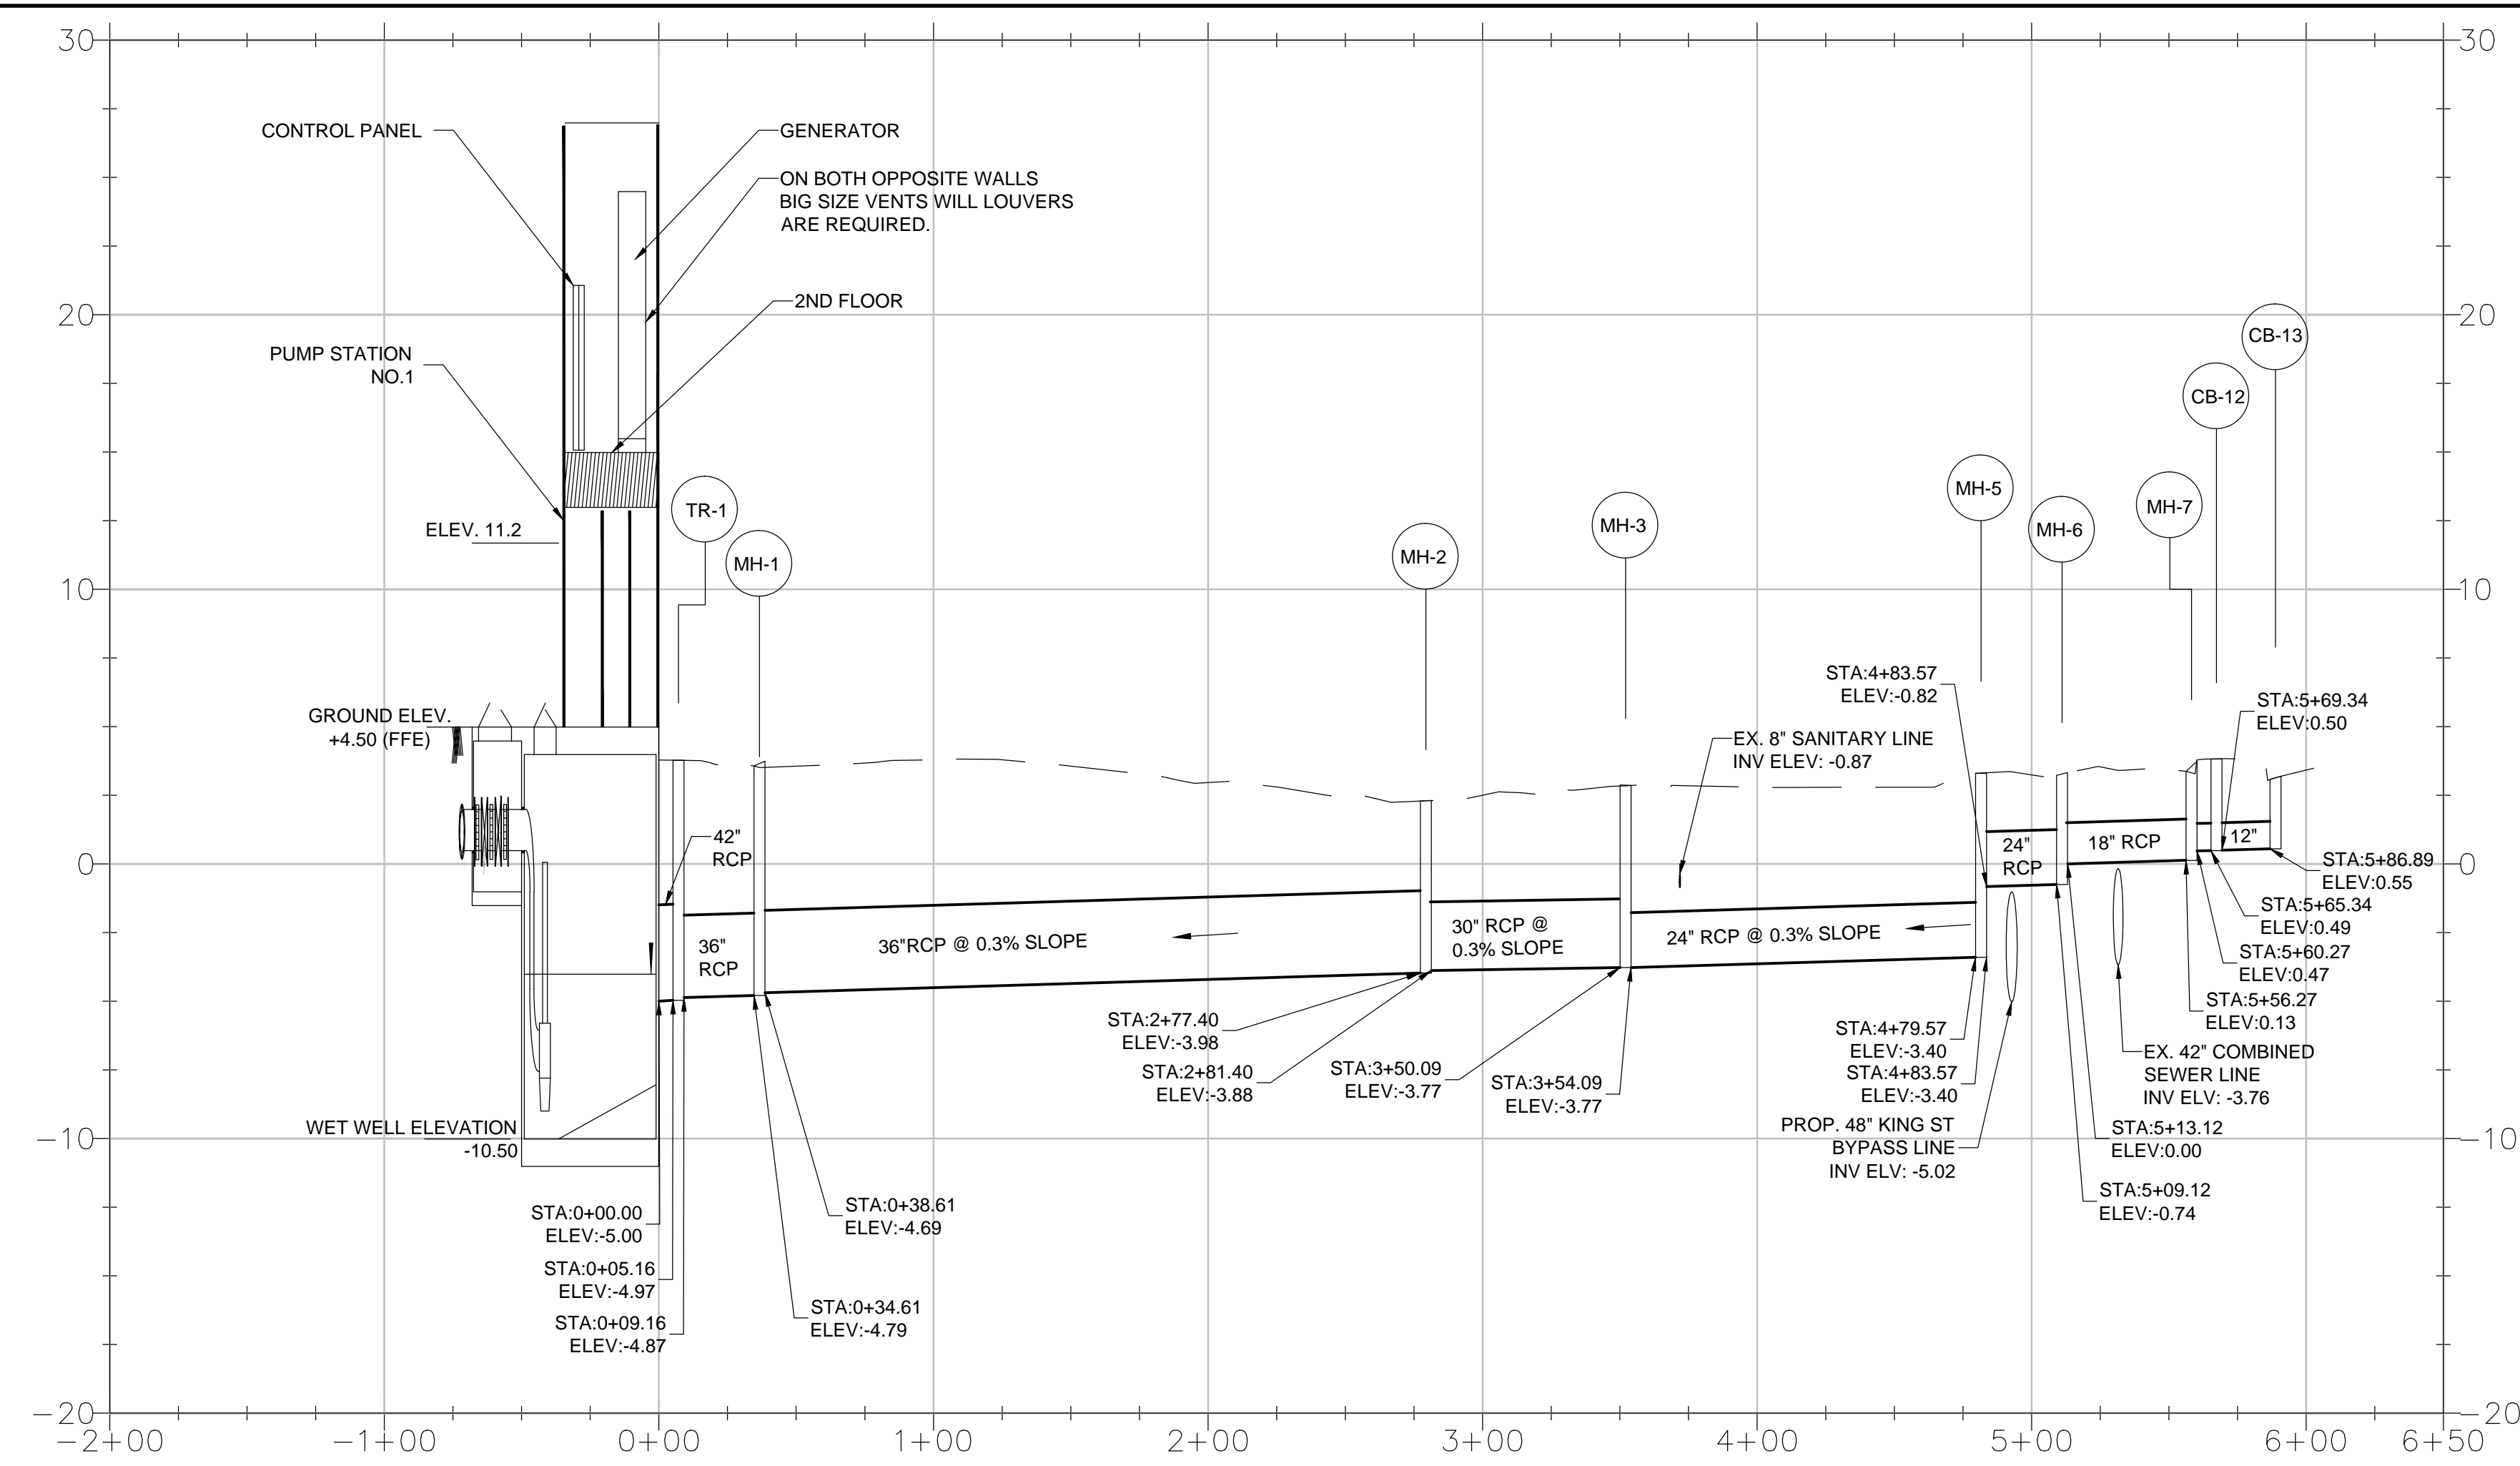 30
30
CONTROL PANEL
GENERATOR
ON BOTH OPPOSITE WALLS
BIG SIZE VENTS WILL LOUVERS
ARE REQUIRED.
2ND FLOOR
20
20
PUMP STATION
NO.1
CB-13
CB-12
ELEV. 11.2
TR-1
MH-1
MH-2
MH-3
MH-5
MH-6
MH-7
10
10
GROUND ELEV.
+4.50 (FFE)
STA:4+83.57
ELEV:-0.82
EX. 8" SANITARY LINE
INV ELEV: -0.87
STA:5+69.34
ELEV:0.50
42"
RCP
24"
RCP
18" RCP
12"
0
0
STA:5+86.89
ELEV:0.55
36"
RCP
36"RCP @ 0.3% SLOPE
30" RCP @
0.3% SLOPE
24" RCP @ 0.3% SLOPE
STA:5+65.34
ELEV:0.49
STA:5+60.27
ELEV:0.47
STA:5+56.27
ELEV:0.13
STA:2+77.40
ELEV:-3.98
STA:2+81.40
ELEV:-3.88
STA:3+50.09
ELEV:-3.77
STA:3+54.09
ELEV:-3.77
STA:4+79.57
ELEV:-3.40
STA:4+83.57
ELEV:-3.40
EX. 42" COMBINED
SEWER LINE
INV ELV: -3.76
WET WELL ELEVATION
-10.50
PROP. 48" KING ST
BYPASS LINE
INV ELV: -5.02
STA:5+13.12
ELEV:0.00
-10
-10
STA:5+09.12
ELEV:-0.74
STA:0+00.00
ELEV:-5.00
STA:0+38.61
ELEV:-4.69
STA:0+05.16
ELEV:-4.97
STA:0+34.61
ELEV:-4.79
STA:0+09.16
ELEV:-4.87
-20
-20
-2+00
-1+00
0+00
1+00
2+00
3+00
4+00
5+00
6+00
6+50